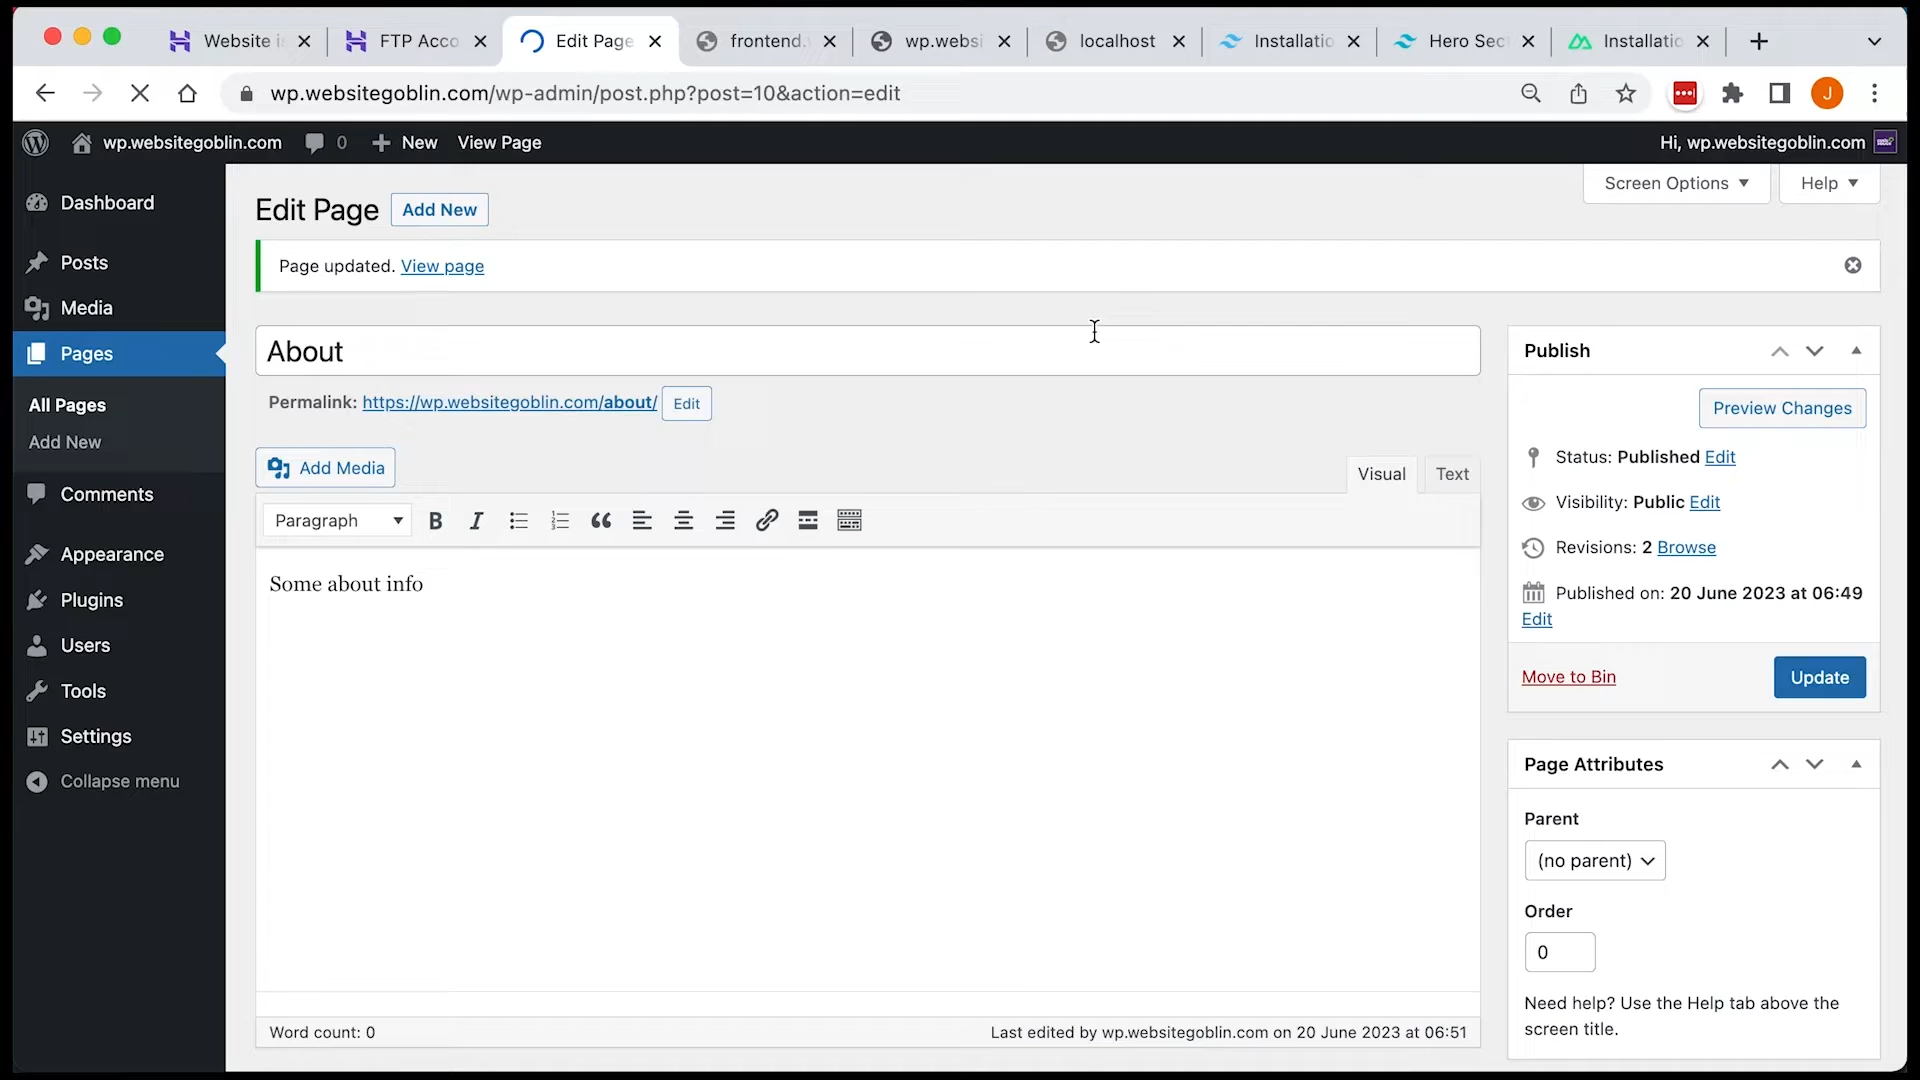 Website i
FTP Acco
Edit Page
frontend.
wp.websi
localhost
Installatio
Hero Sec
Installatio
wp.websitegoblin.com/wp-admin/post.php?post=10&action=edit
J
wp.websitegoblin.com
0
New
View Page
Hi, wp.websitegoblin.com
Dashboard
Posts
Media
Pages
All Pages
Add New
Comments
Appearance
Plugins
Users
Tools
Settings
Collapse menu
Screen Options
Help
Edit Page
Add New
Page updated. View page
About
Permalink: https://wp.websitegoblin.com/about/ Edit
Add Media
Visual
Text
Paragraph
B I
Some about info
Word count: 0
Last edited by wp.websitegoblin.com on 20 June 2023 at 06:51
Publish
Preview Changes
Status: Published Edit
Visibility: Public Edit
Revisions: 2 Browse
Published on: 20 June 2023 at 06:49
Edit
Move to Bin
Update
Page Attributes
Parent
(no parent)
Order
0
Need help? Use the Help tab above the
screen title.